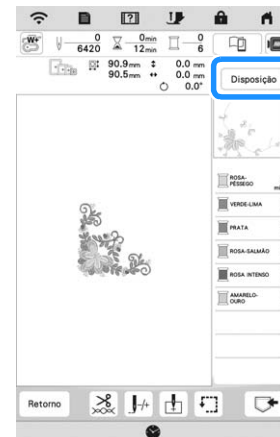 W+
0
6420
0min
12min
0
6
90.9mm
90.5mm
0.0 mm
0.0 mm
0.0°
Disposição
ROSA-
PÊSSEGO
VERDE-LIMA
PRATA
ROSA-SALMÃO
ROSA INTENSO
AMARELO-
OURO
Retorno